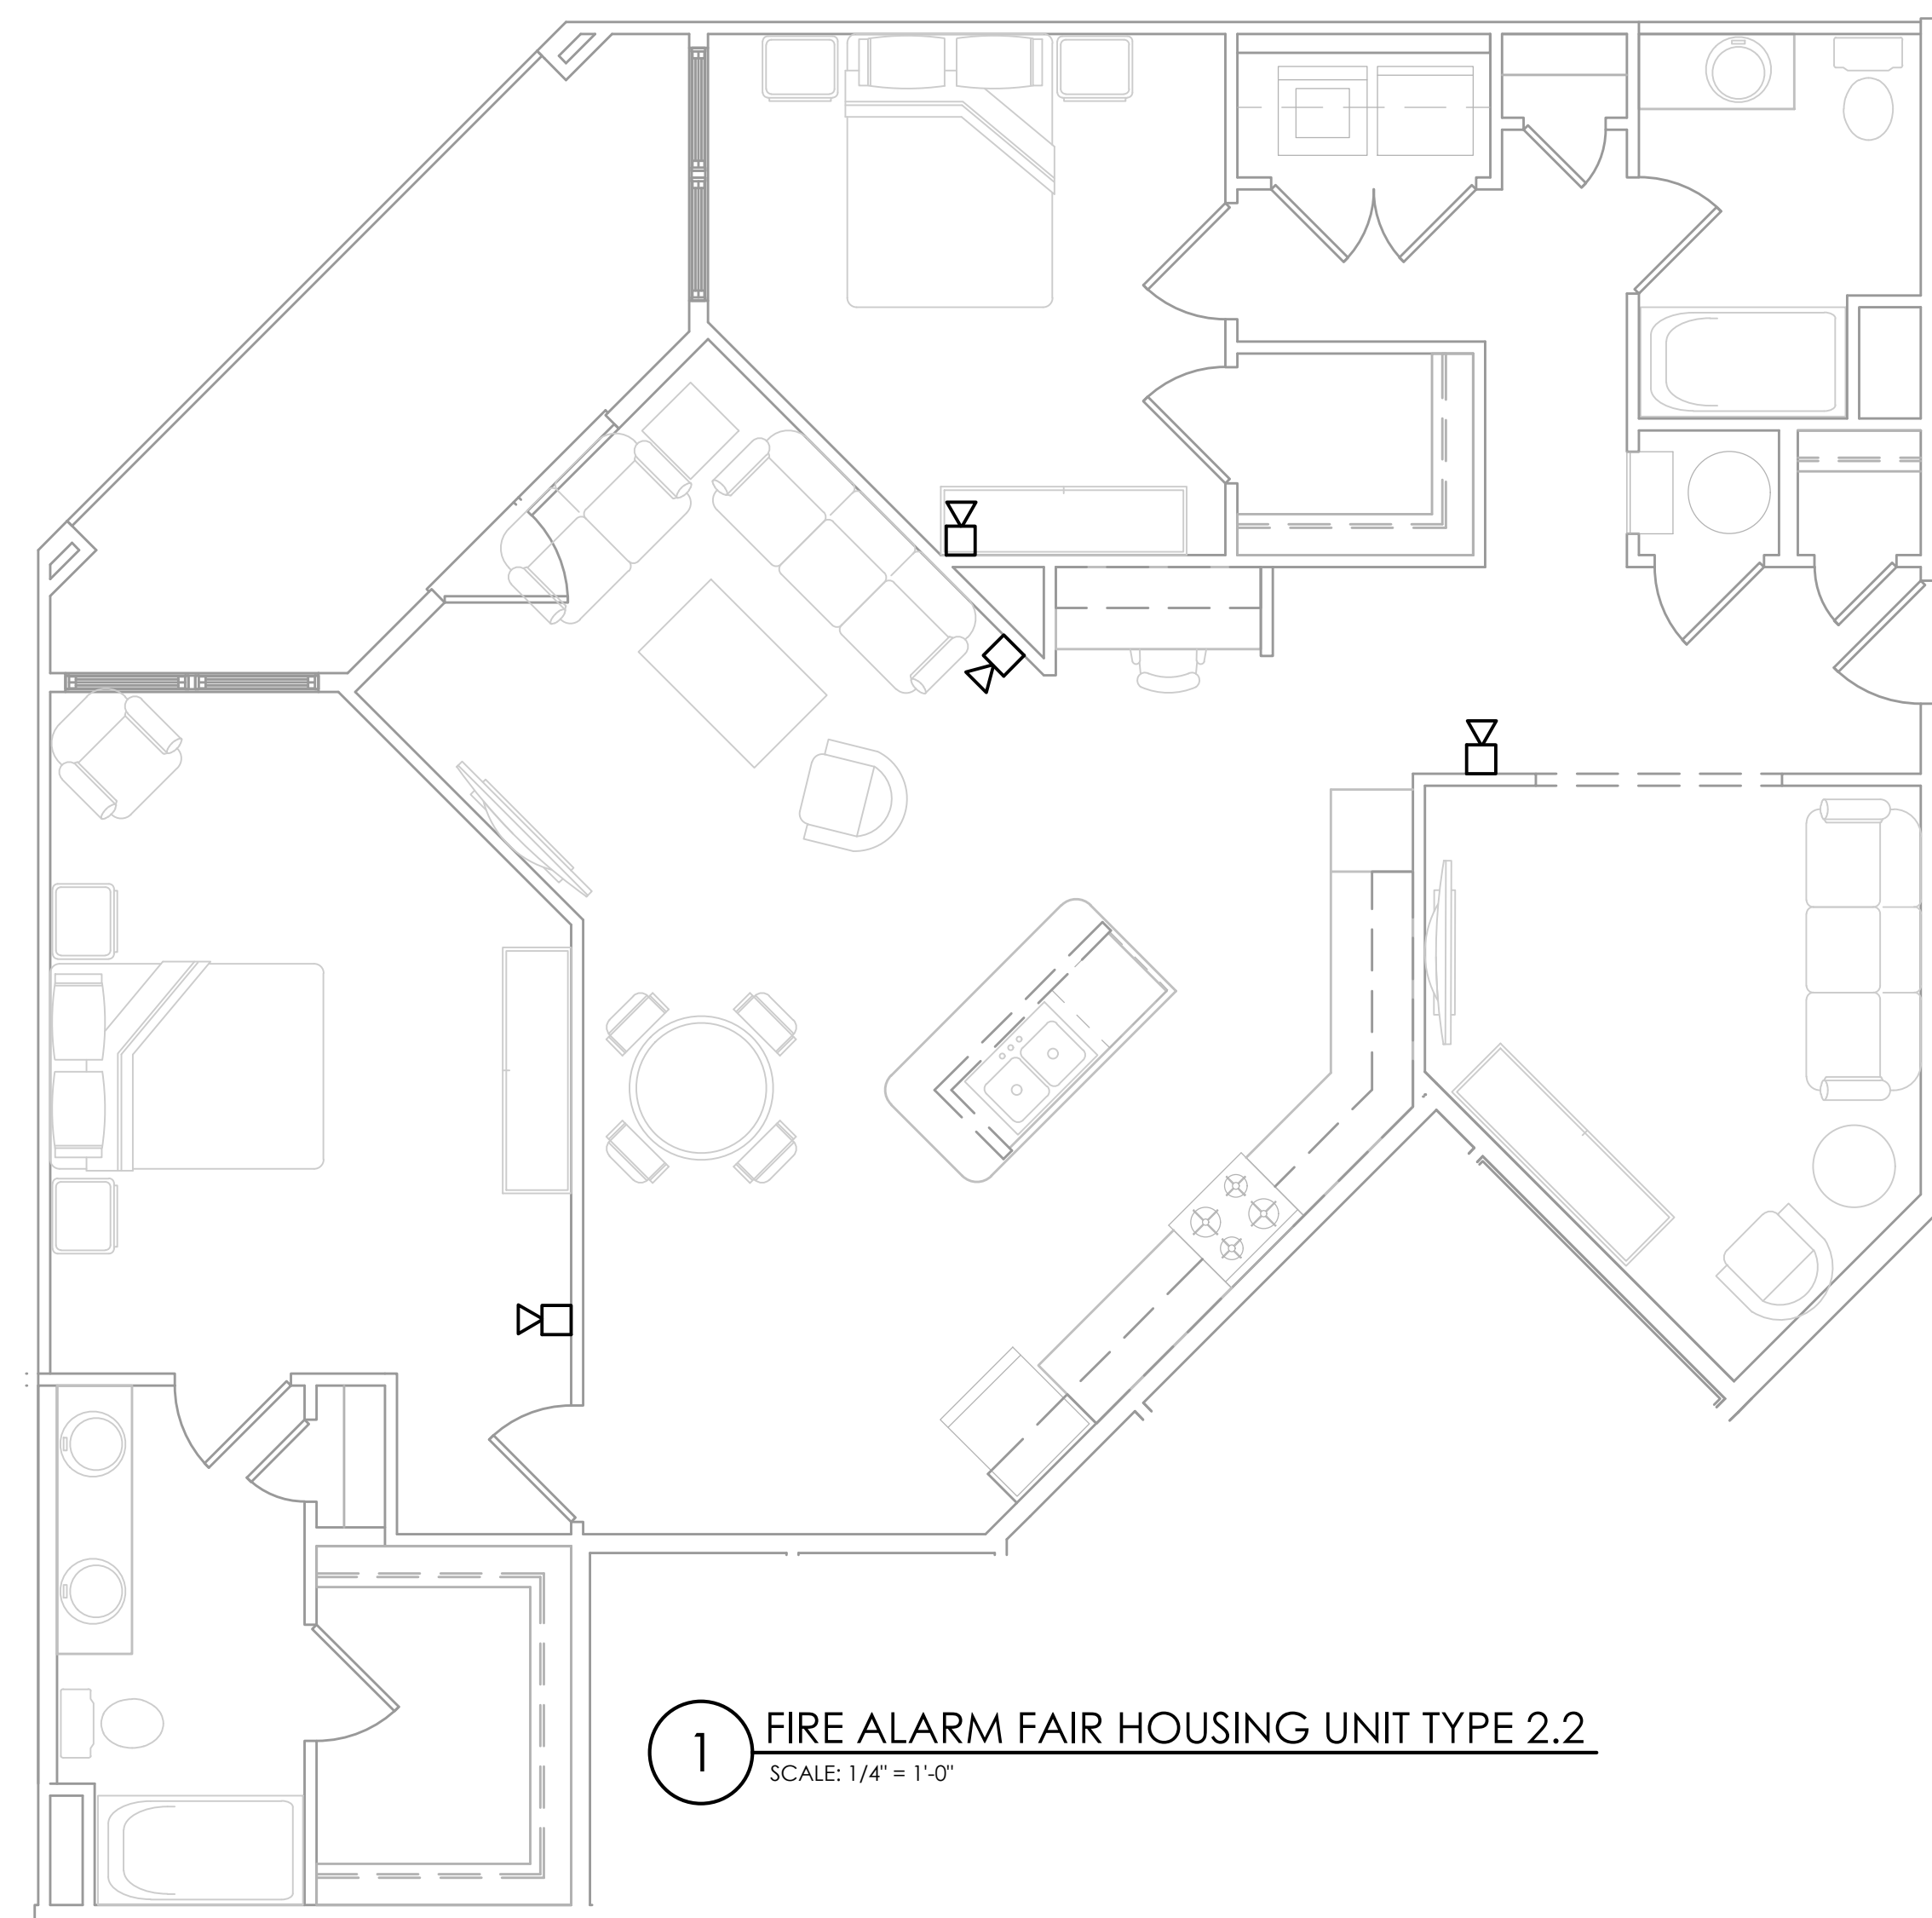 1
FIRE ALARM FAIR HOUSING UNIT TYPE 2.2
SCALE: 1/4" = 1'-0"